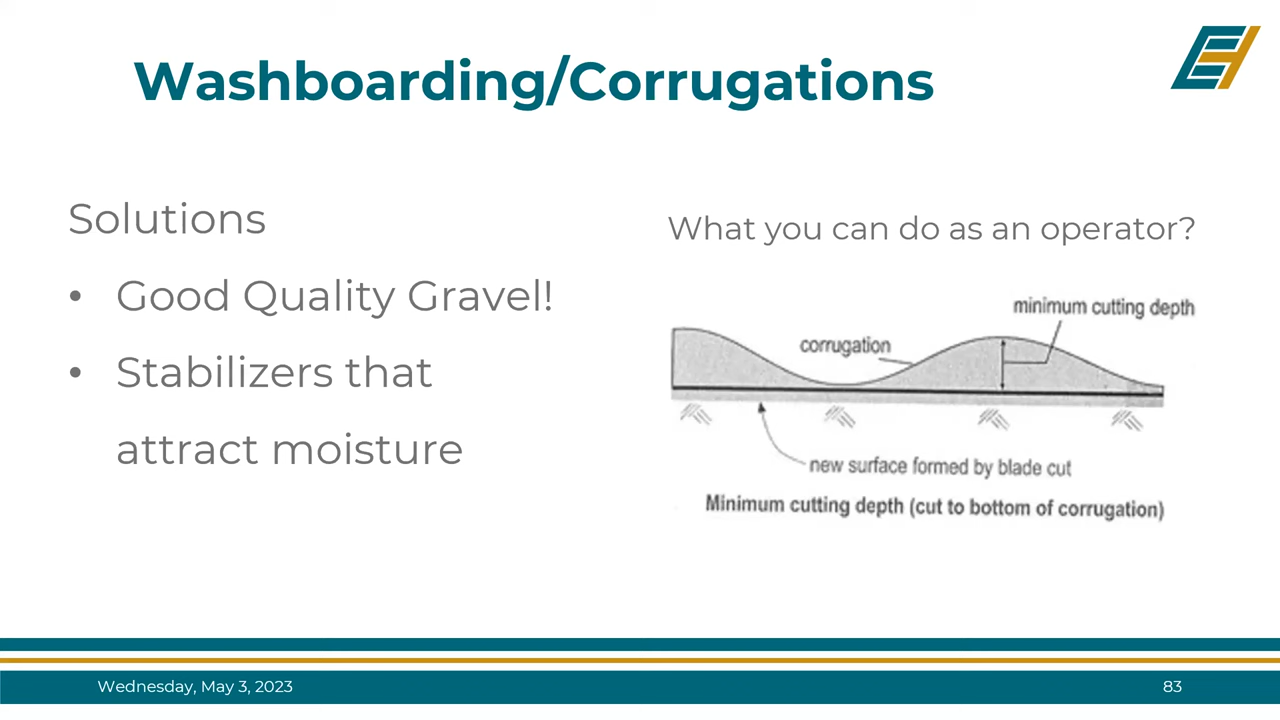 Washboarding/Corrugations
Solutions
• Good Quality Gravel!
• Stabilizers that
attract moisture
What you can do as an operator?
minimum cutting depth
corrugation
new surface formed by blade cut
Minimum cutting depth (cut to bottom of corrugation)
Wednesday, May 3, 2023
83